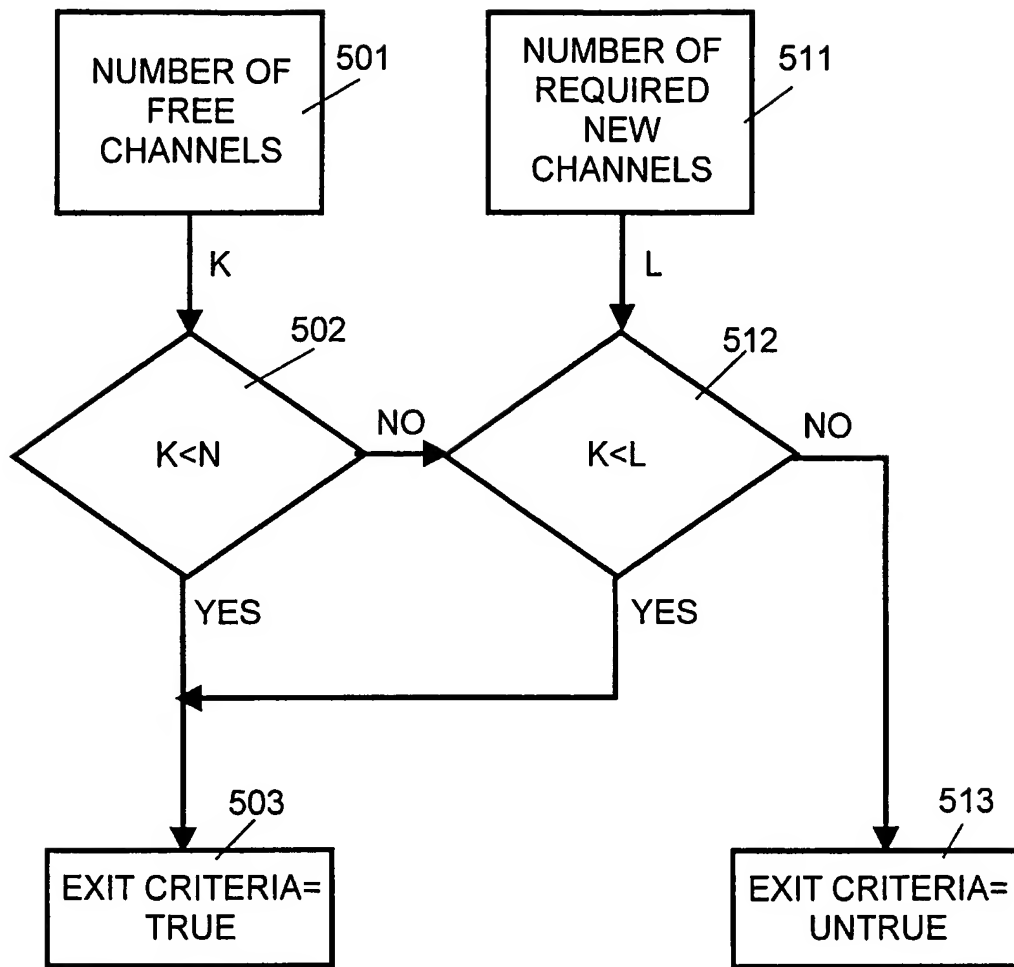 NUMBER OF
FREE
CHANNELS
501
NUMBER OF
REQUIRED
NEW
CHANNELS
511
K
L
502
512
K<N
NO
K<L
NO
YES
YES
503
513
EXIT CRITERIA=
TRUE
EXIT CRITERIA=
UNTRUE